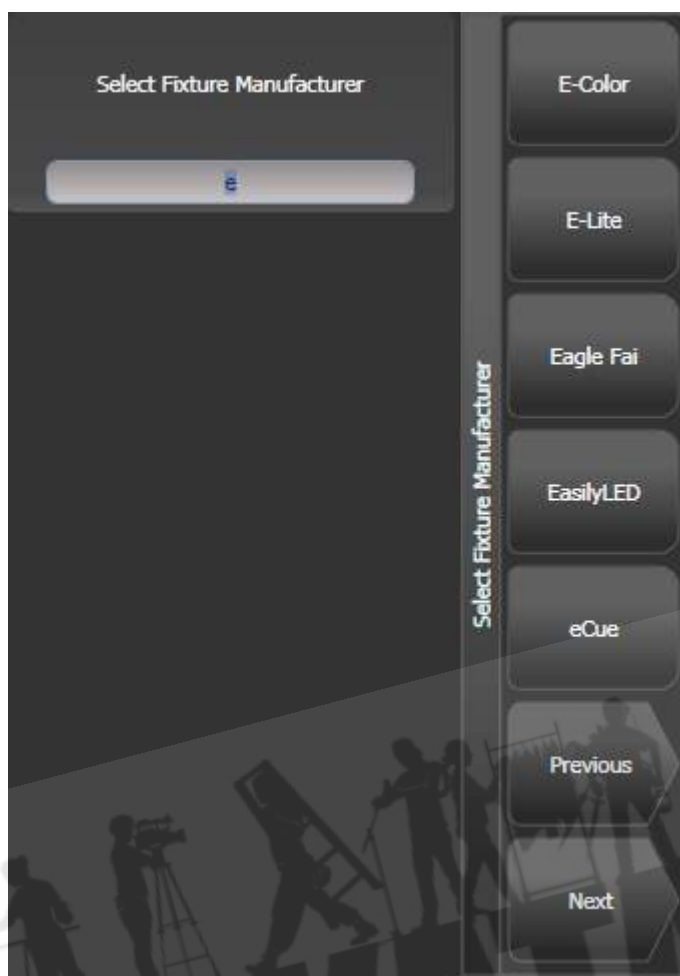 Select Fixture Manufacturer
e
Select Fixture Manufacturer
E-Color
E-Lite
Eagle Fai
EasilyLED
eCue
Previous
Next